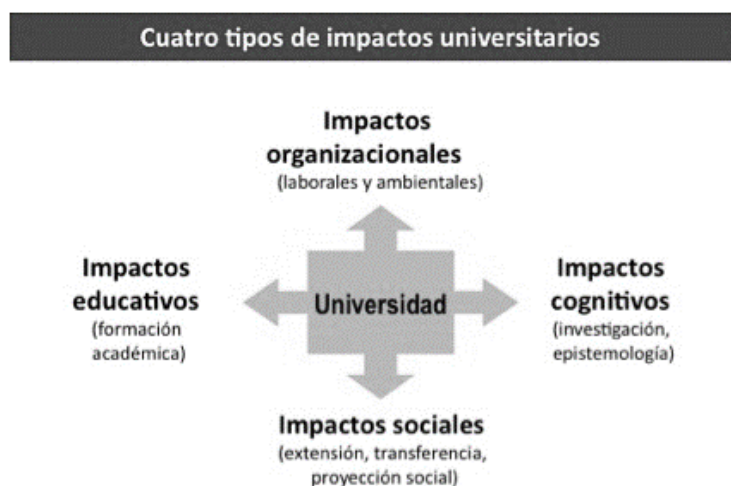 Cuatro tipos de impactos universitarios
Impactos
organizacionales
(laborales y ambientales)
Impactos
educativos
(formación
académica)
Universidad
Impactos
cognitivos
(investigación,
epistemología)
Impactos sociales
(extensión, transferencia,
proyección social)